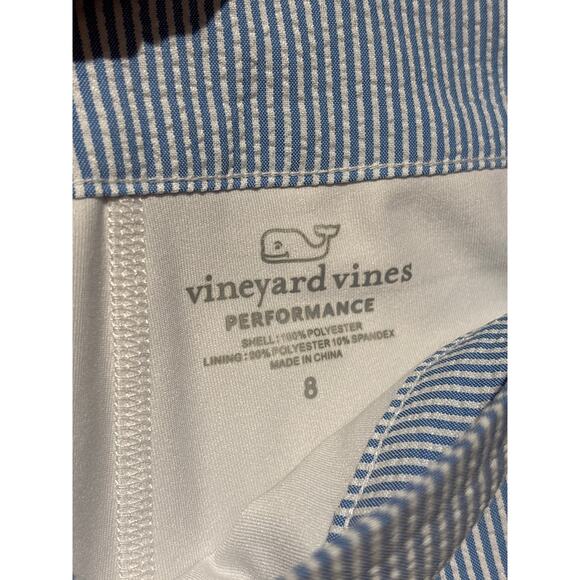 vineyard vines
PERFORMANCE
SHELL:100%POLYESTER
LINING:90%POLYESTER 10% SPANDEX
MADE IN CHINA
8